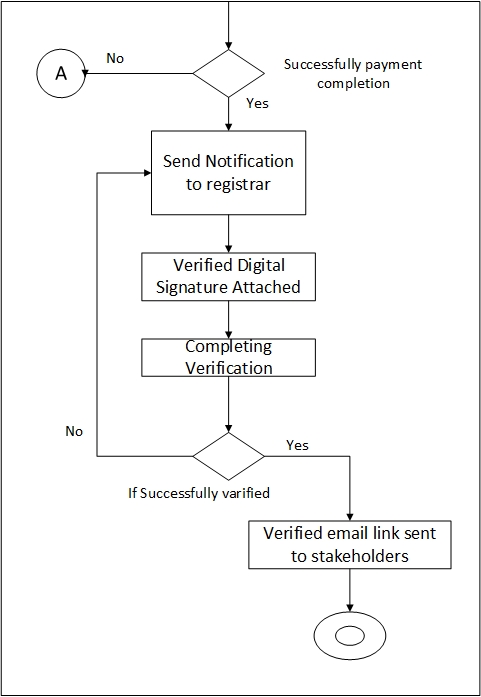 No
A
Successfully payment
completion
Yes
Send Notification
to registrar
Verified Digital
Signature Attached
Completing
Verification
No
Yes
If Successfully varified
Verified email link sent
to stakeholders